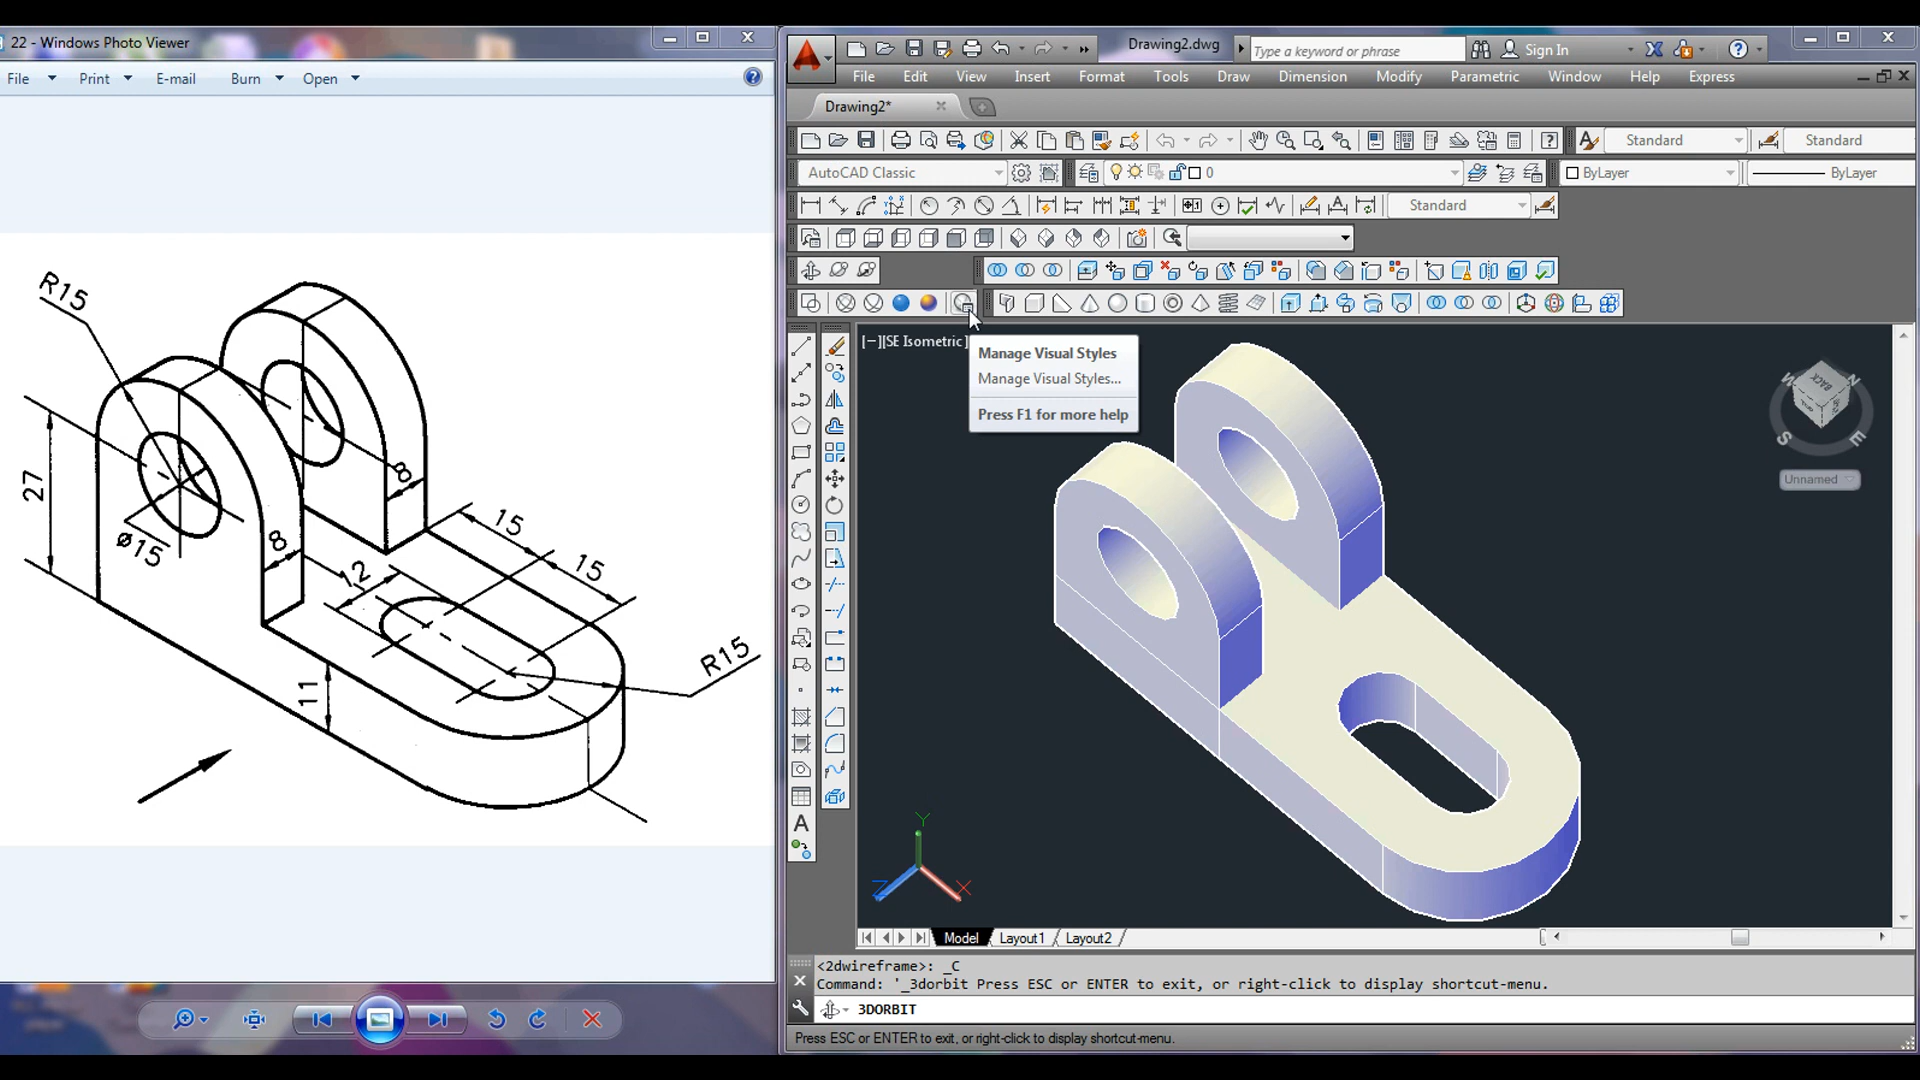 22 - Windows Photo Viewer
File Print E-mail Burn Open
R15
27
ø15
8
8
12
15
15
R15
11
Drawing2.dwg
Type a keyword or phrase
Sign In
File Edit View Insert Format Tools Draw Dimension Modify Parametric Window Help Express
Drawing2*
Standard
Standard
AutoCAD Classic
0
ByLayer
ByLayer
Standard
[−][SE Isometric]
Manage Visual Styles
Manage Visual Styles...
Press F1 for more help
BACK
N
W
S
E
Unnamed
Y
Z
X
A
Model Layout1 Layout2
<2dwireframe>: _C
Command: '_3dorbit Press ESC or ENTER to exit, or right-click to display shortcut-menu.
3DORBIT
Press ESC or ENTER to exit, or right-click to display shortcut-menu.